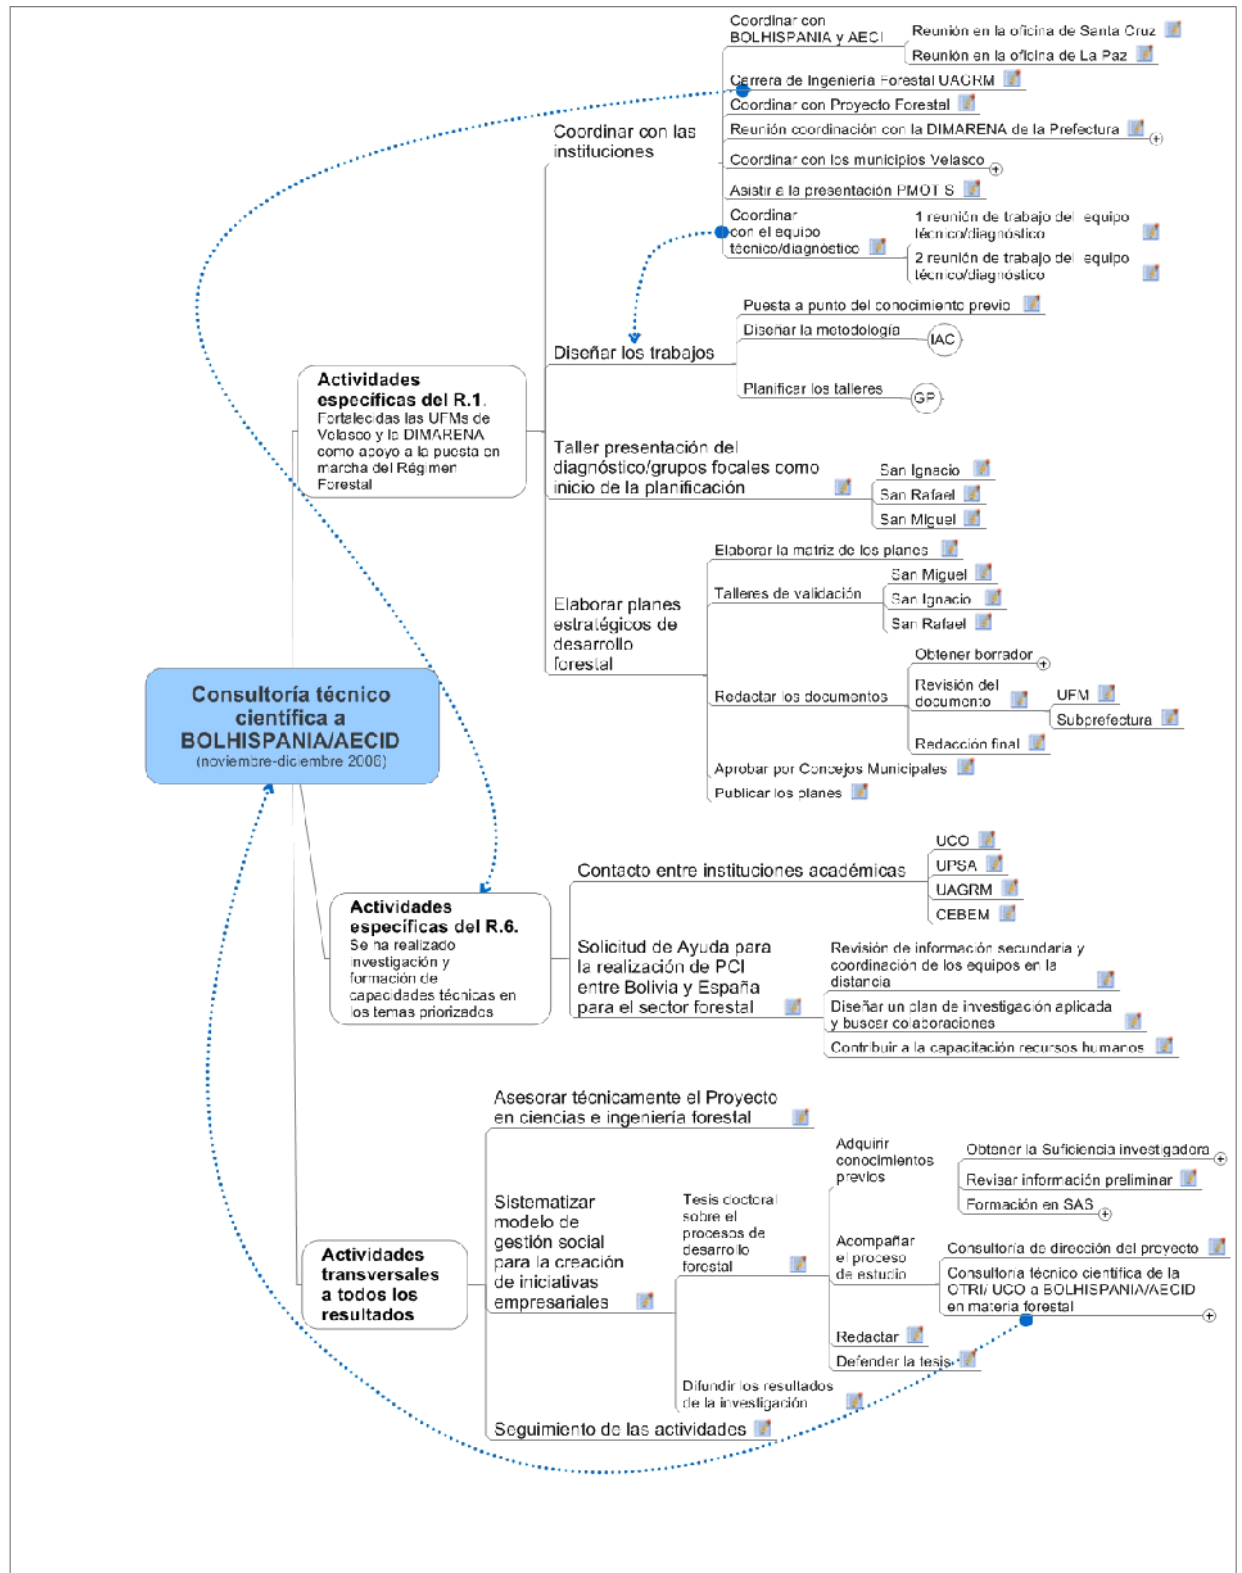 Coordinar con
BOLHISPANIA y AECI
Reunión en la oficina de Santa Cruz
Reunión en la oficina de La Paz
Carrera de Ingeniería Forestal UAGRM
Coordinar con Proyecto Forestal
Reunión coordinación con la DIMARENA de la Prefectura
Coordinar con los municipios Velasco
Asistir a la presentación PMOT S
Coordinar
con el equipo
técnico/diagnóstico
1 reunión de trabajo del equipo
técnico/diagnóstico
2 reunión de trabajo del equipo
técnico/diagnóstico
Coordinar con las
instituciones
Puesta a punto del conocimiento previo
Diseñar la metodología
IAC
Diseñar los trabajos
Planificar los talleres
GP
Actividades
específicas del R.1.
Fortalecidas las UFMs de
Velasco y la DIMARENA
como apoyo a la puesta en
marcha del Régimen
Forestal
Taller presentación del
diagnóstico/grupos focales como
inicio de la planificación
San Ignacio
San Rafael
San Miguel
Elaborar la matriz de los planes
Talleres de validación
San Miguel
San Ignacio
San Rafael
Elaborar planes
estratégicos de
desarrollo
forestal
Redactar los documentos
Obtener borrador
Revisión del
documento
UFM
Subprefectura
Redacción final
Aprobar por Concejos Municipales
Publicar los planes
Consultoría técnico
científica a
BOLHISPANIA/AECID
(noviembre-diciembre 2008)
Contacto entre instituciones académicas
UCO
UPSA
UAGRM
CEBEM
Actividades
específicas del R.6.
Se ha realizado
investigación y
formación de
capacidades técnicas en
los temas priorizados
Solicitud de Ayuda para
la realización de PCI
entre Bolivia y España
para el sector forestal
Revisión de información secundaria y
coordinación de los equipos en la
distancia
Diseñar un plan de investigación aplicada
y buscar colaboraciones
Contribuir a la capacitación recursos humanos
Asesorar técnicamente el Proyecto
en ciencias e ingeniería forestal
Actividades
transversales
a todos los
resultados
Sistematizar
modelo de
gestión social
para la creación
de iniciativas
empresariales
Tesis doctoral
sobre el
procesos de
desarrollo
forestal
Adquirir
conocimientos
previos
Obtener la Suficiencia investigadora
Revisar información preliminar
Formación en SAS
Acompañar
el proceso
de estudio
Consultoría de dirección del proyecto
Consultoría técnico científica de la
OTRI/ UCO a BOLHISPANIA/AECID
en materia forestal
Redactar
Defender la tesis
Difundir los resultados
de la investigación
Seguimiento de las actividades